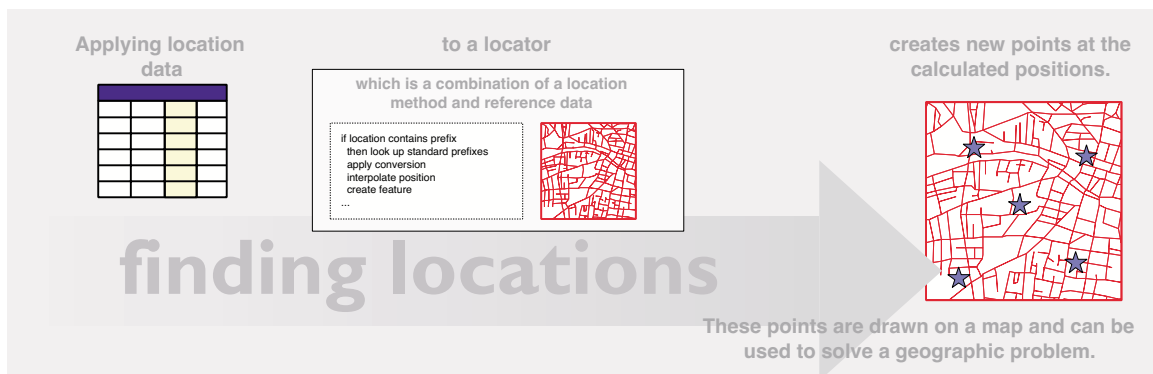 Applying location
data
to a locator
which is a combination of a location
method and reference data
if location contains prefix
then look up standard prefixes
apply conversion
interpolate position
create feature
...
creates new points at the
calculated positions.
finding locations
These points are drawn on a map and can be
used to solve a geographic problem.